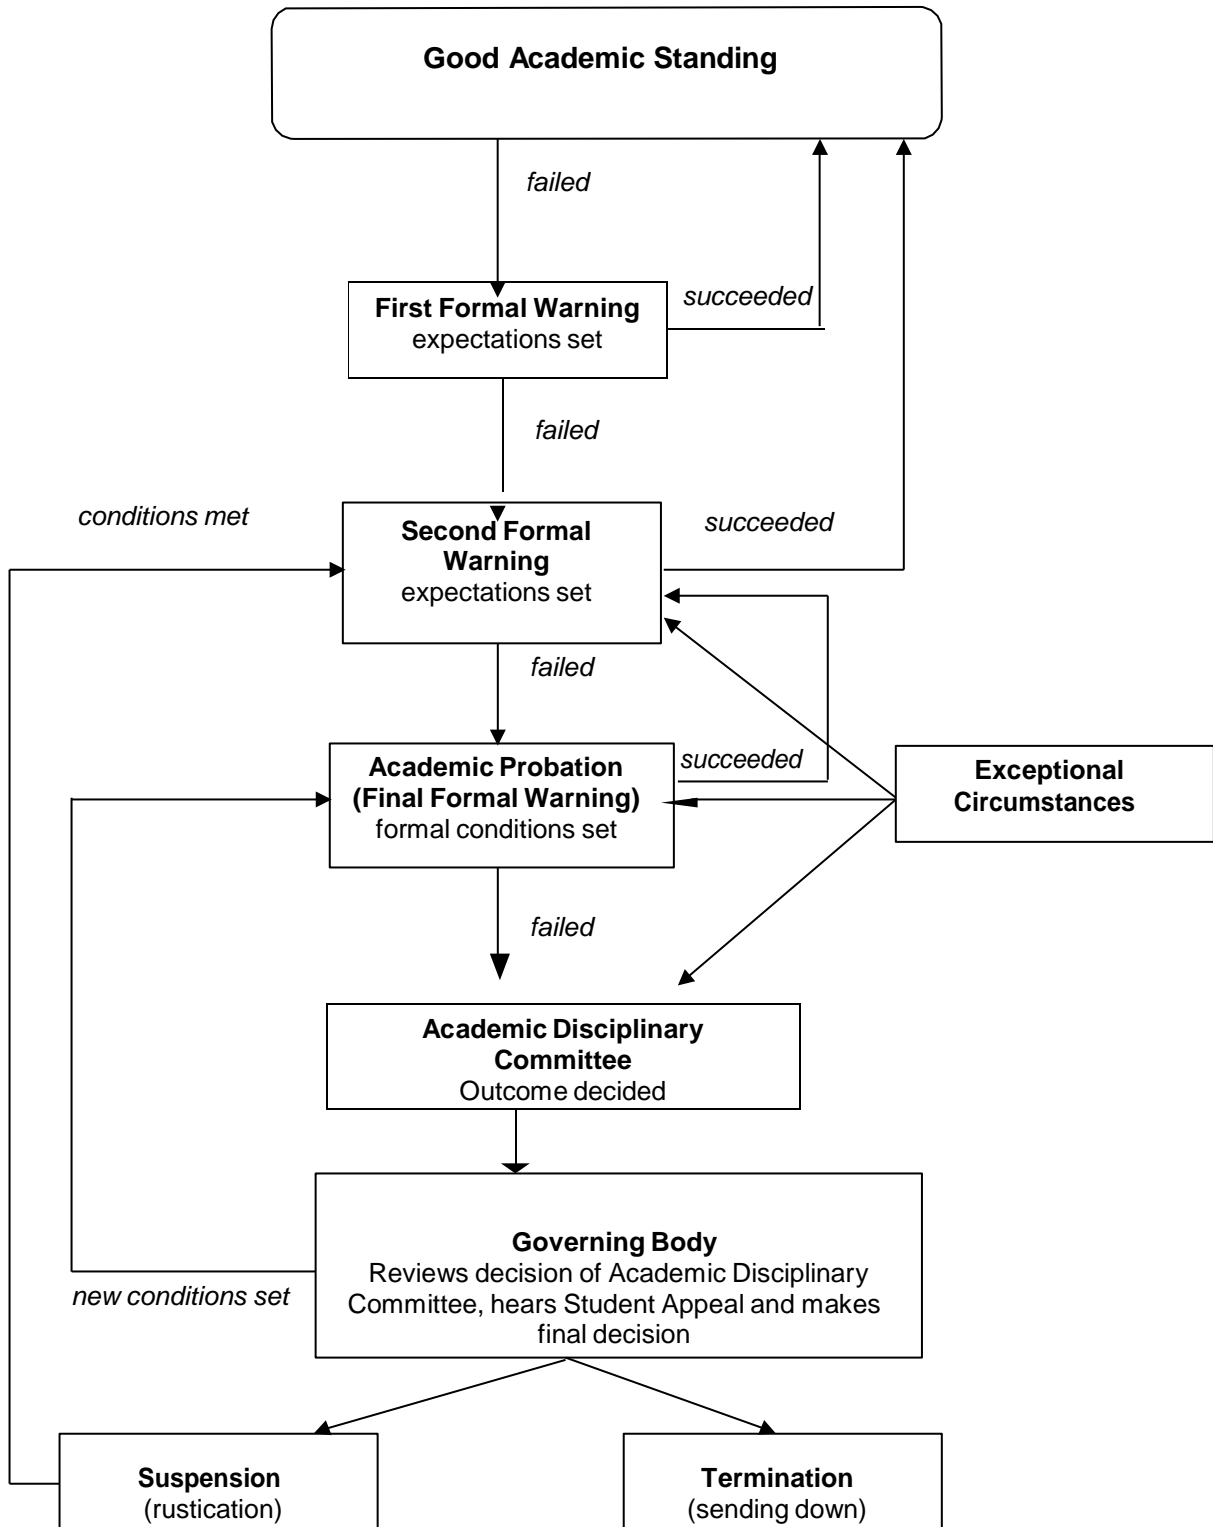 Good Academic Standing
failed
First Formal Warning
expectations set
succeeded
failed
conditions met
Second Formal
Warning
expectations set
succeeded
failed
Academic Probation
(Final Formal Warning)
formal conditions set
succeeded
Exceptional
Circumstances
failed
Academic Disciplinary
Committee
Outcome decided
Governing Body
Reviews decision of Academic Disciplinary
Committee, hears Student Appeal and makes
final decision
new conditions set
Suspension
(rustication)
Termination
(sending down)